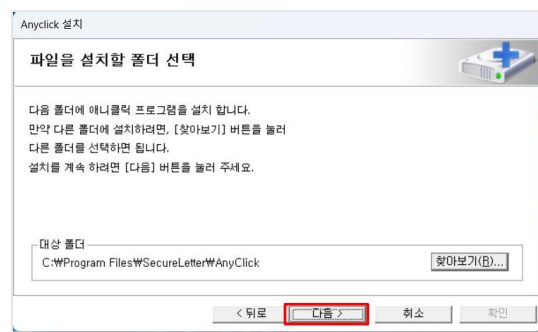 Anyclick 설치
파일을 설치할 폴더 선택
다음 폴더에 애니클릭 프로그램을 설치 합니다.
만약 다른 폴더에 설치하려면, [찾아보기] 버튼을 눌러
다른 폴더를 선택하면 됩니다.
설치를 계속 하려면 [다음] 버튼을 눌러 주세요.
대상 폴더
C:₩Program Files₩SecureLetter₩AnyClick
찾아보기(R)...
< 뒤로 다음 > 취소 확인